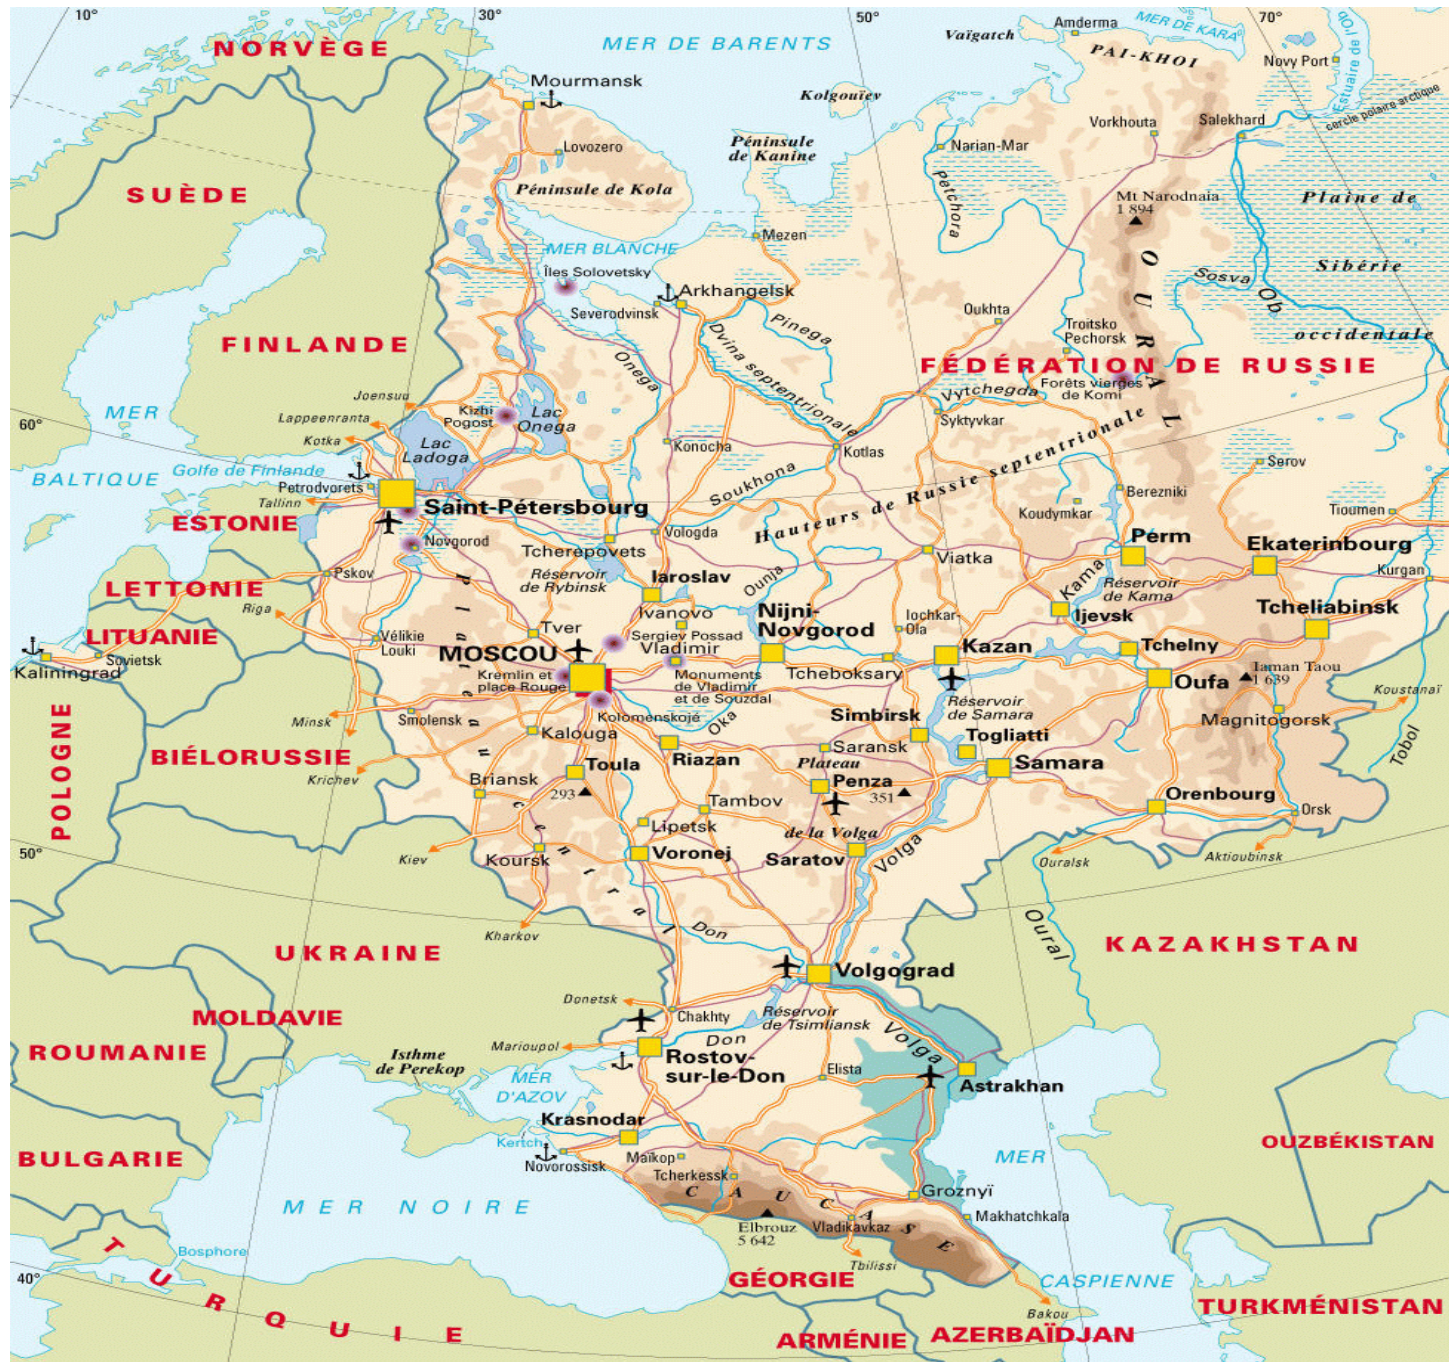 10°
30°
50°
70°
NORVÈGE
MER DE BARENTS
Vaïgatch
Amderma
MER DE KARA
PAI-KHOI
Novy Port
Estuaire de l'Ob
Mourmansk
Kolgouïev
cercle polaire arctique
Lovozero
Péninsule
de Kanine
Narian-Mar
Vorkhouta
Salekhard
SUÈDE
Péninsule de Kola
Petchora
Mt Narodnaia
1 894
Plaine de
Sibérie
occidentale
MER BLANCHE
Mezen
Îles Solovetsky
Arkhangelsk
Severodvinsk
Sosva
Ob
OURAL
Pinega
Oukhta
Troitsko
Pechorsk
FINLANDE
Onega
Dvina septentrionale
FÉDÉRATION DE RUSSIE
Forêts vierges
de Komi
Joensuu
Lappeenranta
Kotka
Kizhi
Pogost
Lac
Onega
Vytchegda
Syktyvkar
60°
MER
BALTIQUE
Golfe de Finlande
Lac
Ladoga
Konocha
Kotlas
Soukhona
Hauteurs de Russie septentrionale
Serov
Petrodvorets
Tallinn
Saint-Pétersbourg
Berezniki
Koudymkar
Tioumen
ESTONIE
Novgorod
Tcherepovets
Vologda
Viatka
Perm
Ekaterinbourg
LETTONIE
Pskov
Réservoir
de Rybinsk
Iaroslav
Ounja
Kama
Réservoir
de Kama
Kurgan
Riga
Ivanovo
Nijni-
Novgorod
Iochkar-
Ola
Ijevsk
Tcheliabinsk
LITUANIE
Vélikie
Louki
Tver
Sergiev Possad
Vladimir
Kaliningrad
Sovietsk
MOSCOU
Kremlin et
place Rouge
Monuments
de Vladimir
et de Souzdal
Tcheboksary
Kazan
Tchelny
Oufa
Iaman Taou
1 639
Koustanaï
Minsk
Smolensk
Kolomenskojé
Kalouga
Oka
Réservoir
de Samara
Simbirsk
Magnitogorsk
POLOGNE
BIÉLORUSSIE
Krichev
Briansk
Toula
293
Riazan
Saransk
Plateau
de la Volga
Penza
351
Togliatti
Samara
Tobol
plateau central
Tambov
Lipetsk
Orenbourg
Orsk
50°
Kiev
Koursk
Voronej
Saratov
Volga
Ouralsk
Aktioubinsk
Kharkov
Don
Oural
UKRAINE
KAZAKHSTAN
Volgograd
Donetsk
Chakhty
Réservoir
de Tsimliansk
MOLDAVIE
ROUMANIE
Marioupol
Isthme
de Perekop
Don
Rostov-
sur-le-Don
Elista
Volga
Astrakhan
MER
D'AZOV
Krasnodar
Kertch
Novorossisk
Maïkop
Tcherkessk
BULGARIE
MER
CASPIENNE
OUZBÉKISTAN
MER NOIRE
CAUCASE
Groznyï
Elbrouz
5 642
Vladikavkaz
Makhatchkala
Bosphore
Tbilissi
40°
TURQUIE
GÉORGIE
Bakou
ARMÉNIE
AZERBAÏDJAN
TURKMÉNISTAN